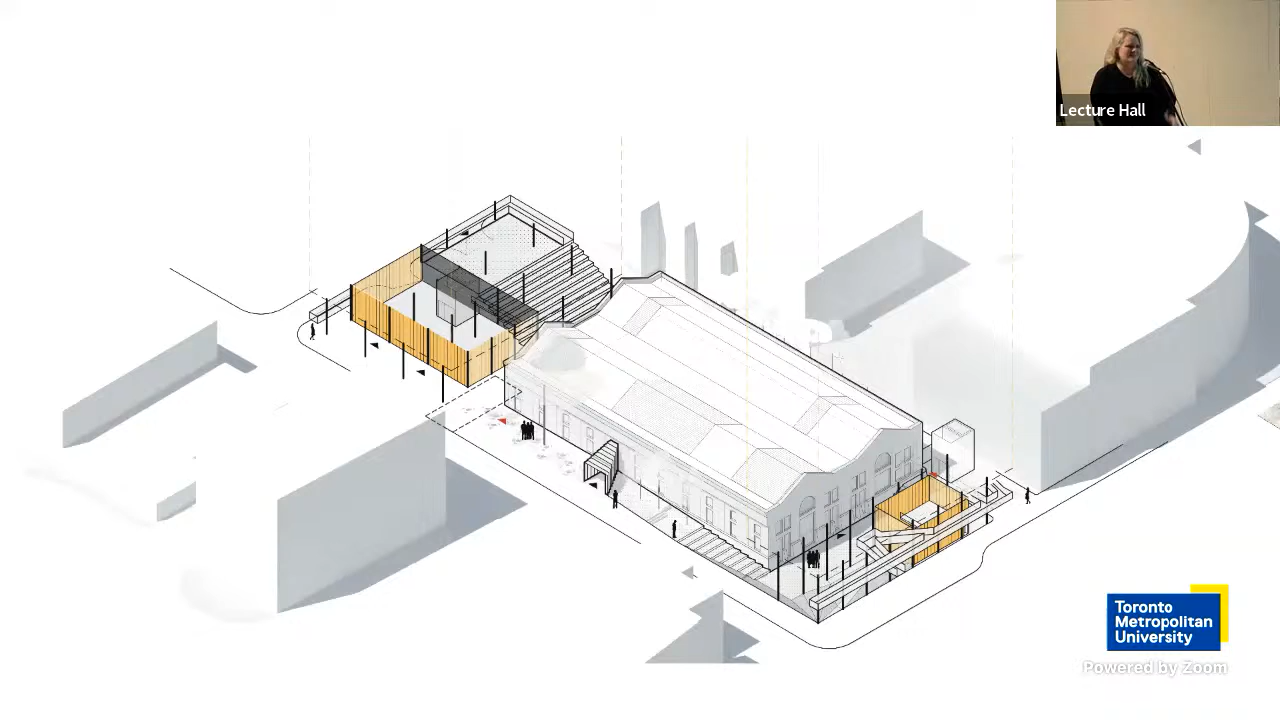 Lecture Hall
Toronto
Metropolitan
University
Powered by Zoom